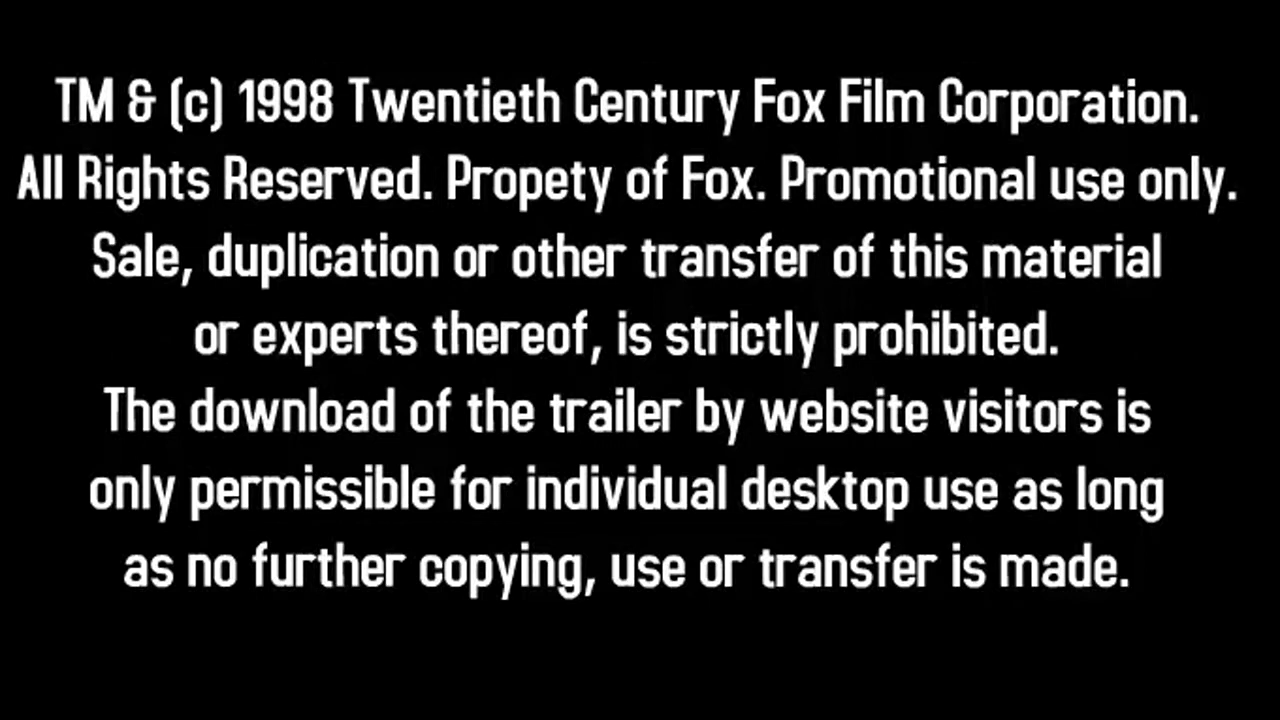 TM & (c) 1998 Twentieth Century Fox Film Corporation.
All Rights Reserved. Propety of Fox. Promotional use only.
Sale, duplication or other transfer of this material
or experts thereof, is strictly prohibited.
The download of the trailer by website visitors is
only permissible for individual desktop use as long
as no further copying, use or transfer is made.